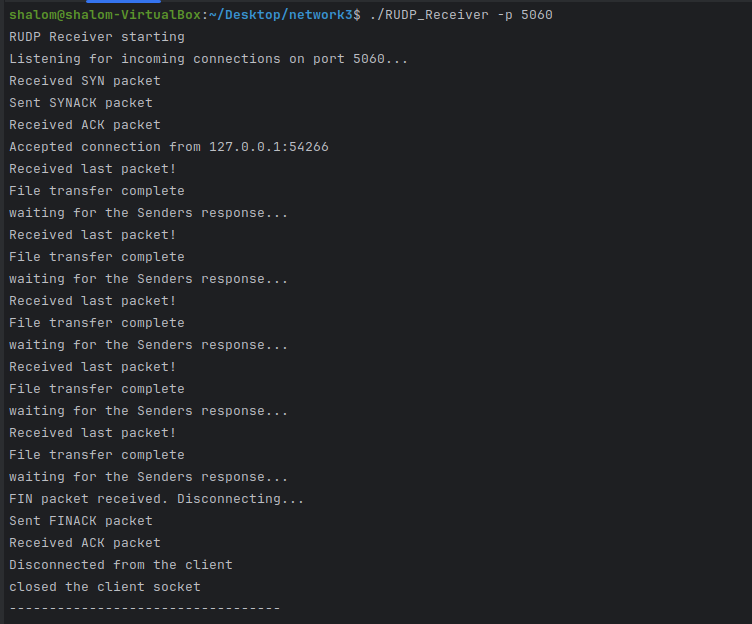 shalom@shalom-VirtualBox:~/Desktop/network3$ ./RUDP_Receiver -p 5060
RUDP Receiver starting
Listening for incoming connections on port 5060...
Received SYN packet
Sent SYNACK packet
Received ACK packet
Accepted connection from 127.0.0.1:54266
Received last packet!
File transfer complete
waiting for the Senders response...
Received last packet!
File transfer complete
waiting for the Senders response...
Received last packet!
File transfer complete
waiting for the Senders response...
Received last packet!
File transfer complete
waiting for the Senders response...
Received last packet!
File transfer complete
waiting for the Senders response...
FIN packet received. Disconnecting...
Sent FINACK packet
Received ACK packet
Disconnected from the client
closed the client socket
----------------------------------